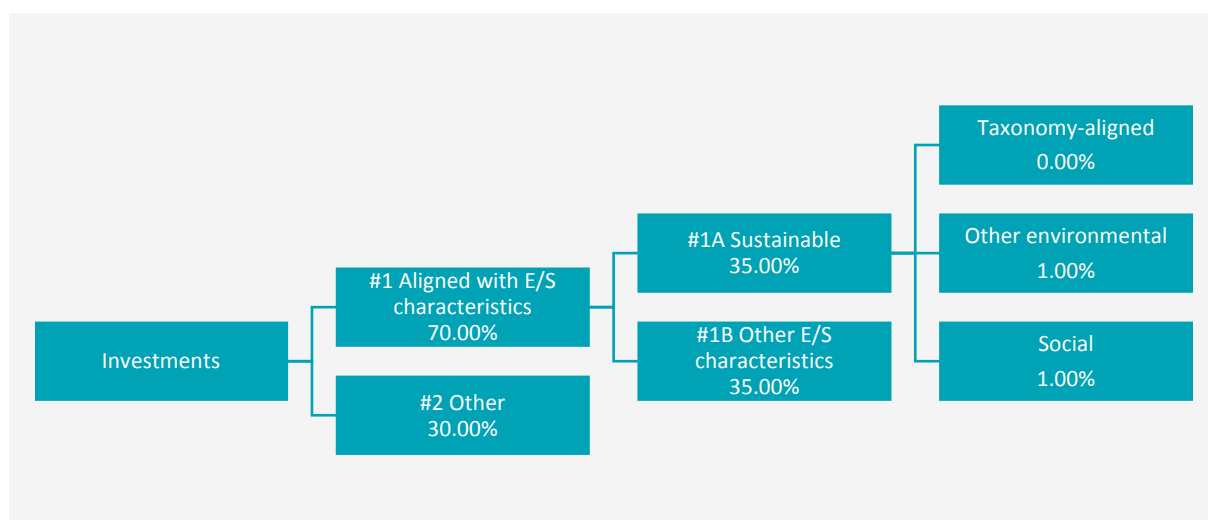 Investments
#1 Aligned with E/S
characteristics
70.00%
#2 Other
30.00%
#1A Sustainable
35.00%
#1B Other E/S
characteristics
35.00%
Taxonomy-aligned
0.00%
Other environmental
1.00%
Social
1.00%